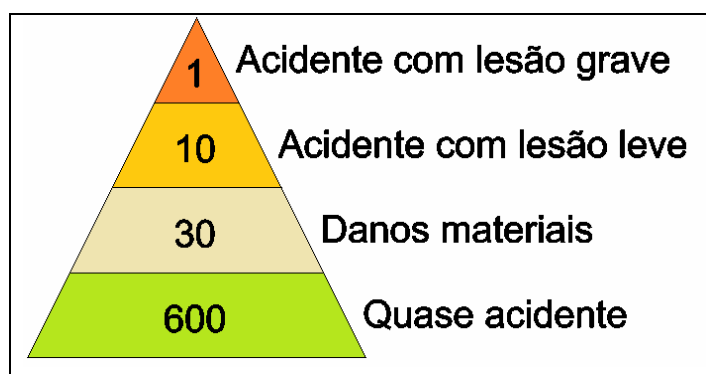 1 Acidente com lesão grave
10 Acidente com lesão leve
30 Danos materiais
600 Quase acidente